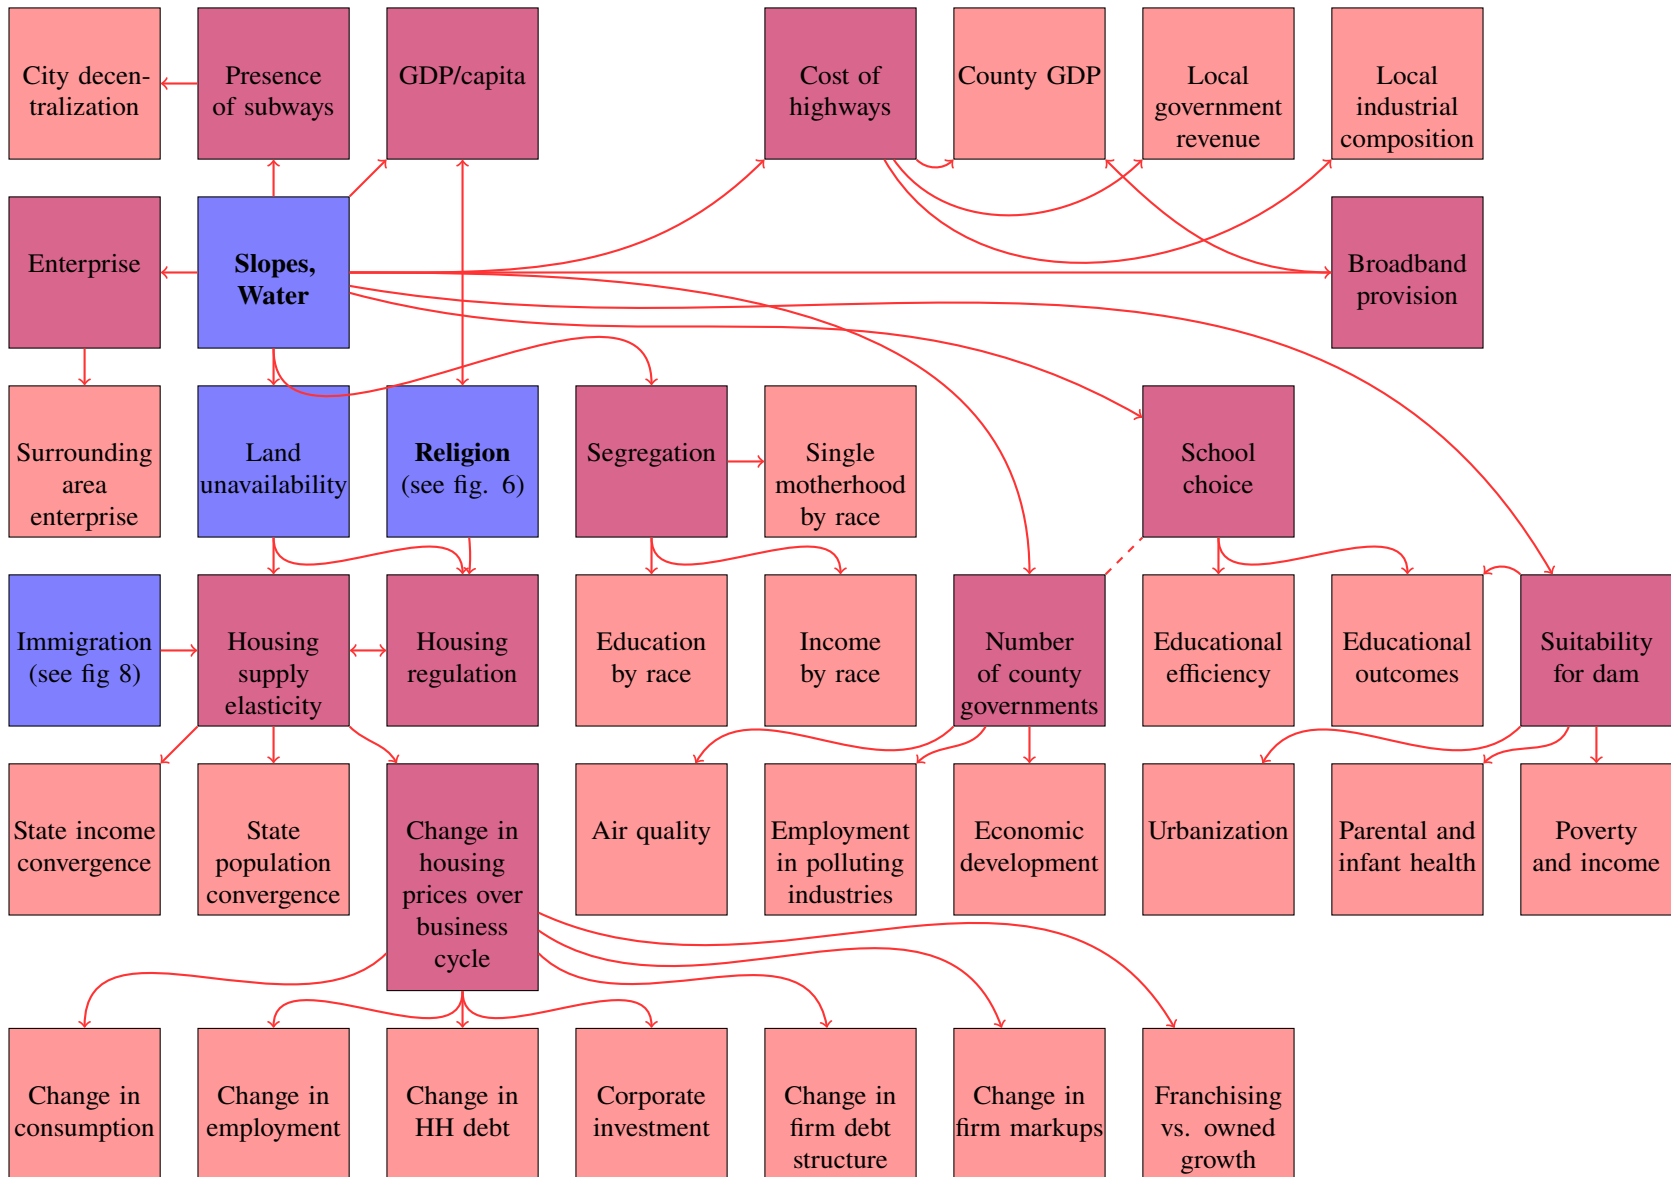 City decen-
tralization
Presence
of subways
GDP/capita
Cost of
highways
County GDP
Local
government
revenue
Local
industrial
composition
Enterprise
Slopes,
Water
Broadband
provision
Surrounding
area
enterprise
Land
unavailability
Religion
(see fig. 6)
Segregation
Single
motherhood
by race
School
choice
Immigration
(see fig 8)
Housing
supply
elasticity
Housing
regulation
Education
by race
Income
by race
Number
of county
governments
Educational
efficiency
Educational
outcomes
Suitability
for dam
State income
convergence
State
population
convergence
Change in
housing
prices over
business
cycle
Air quality
Employment
in polluting
industries
Economic
development
Urbanization
Parental and
infant health
Poverty
and income
Change in
consumption
Change in
employment
Change in
HH debt
Corporate
investment
Change in
firm debt
structure
Change in
firm markups
Franchising
vs. owned
growth